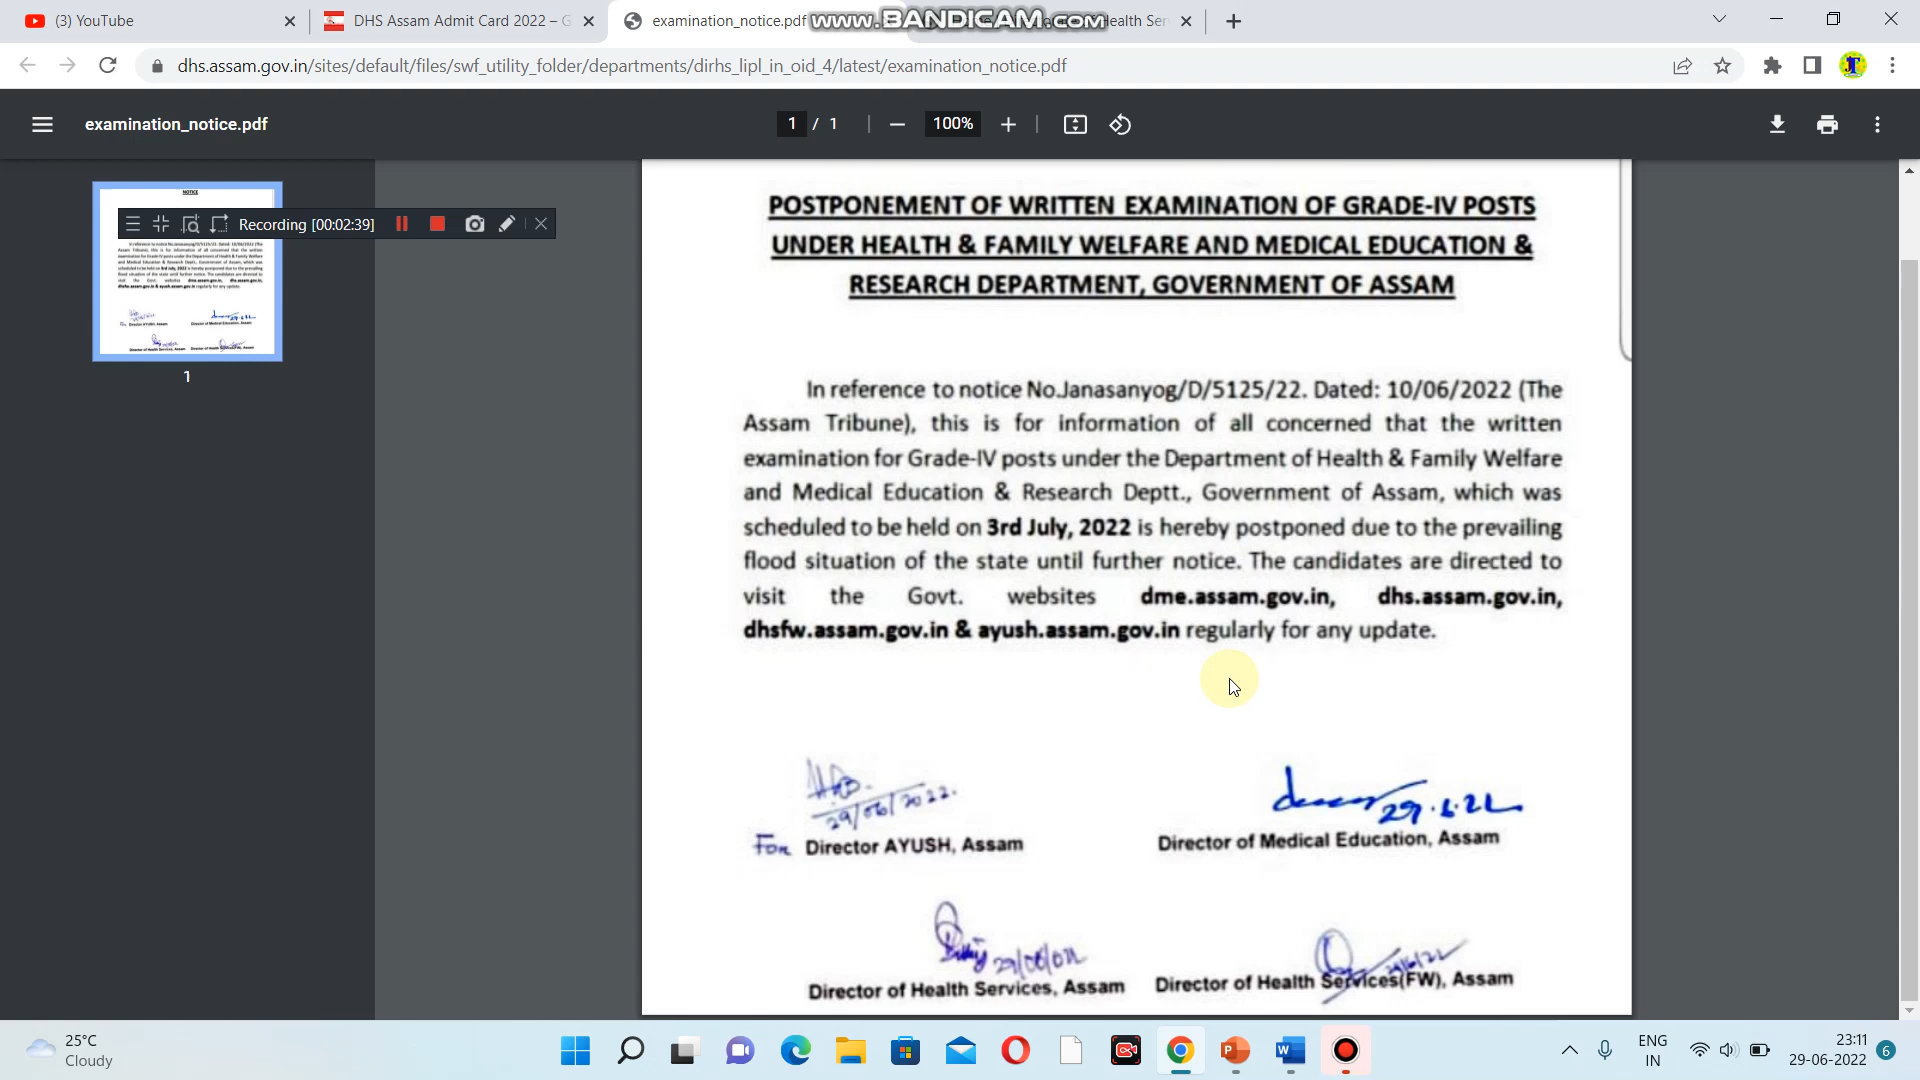 (3) YouTube
DHS Assam Admit Card 2022 – G
examination_notice.pdf
www.BANDICAM.com
Health Ser
dhs.assam.gov.in/sites/default/files/swf_utility_folder/departments/dirhs_lipl_in_oid_4/latest/examination_notice.pdf
examination_notice.pdf
1 / 1
100%
NOTICE
Recording [00:02:39]
1
POSTPONEMENT OF WRITTEN EXAMINATION OF GRADE-IV POSTS
UNDER HEALTH & FAMILY WELFARE AND MEDICAL EDUCATION &
RESEARCH DEPARTMENT, GOVERNMENT OF ASSAM
In reference to notice No.Janasanyog/D/5125/22. Dated: 10/06/2022 (The
Assam Tribune), this is for information of all concerned that the written
examination for Grade-IV posts under the Department of Health & Family Welfare
and Medical Education & Research Deptt., Government of Assam, which was
scheduled to be held on 3rd July, 2022 is hereby postponed due to the prevailing
flood situation of the state until further notice. The candidates are directed to
visit the Govt. websites dme.assam.gov.in, dhs.assam.gov.in,
dhsfw.assam.gov.in & ayush.assam.gov.in regularly for any update.
29/06/2022.
29.6.22
For Director AYUSH, Assam
Director of Medical Education, Assam
Director of Health Services, Assam
Director of Health Services(FW), Assam
25°C
Cloudy
ENG
IN
23:11
29-06-2022
6